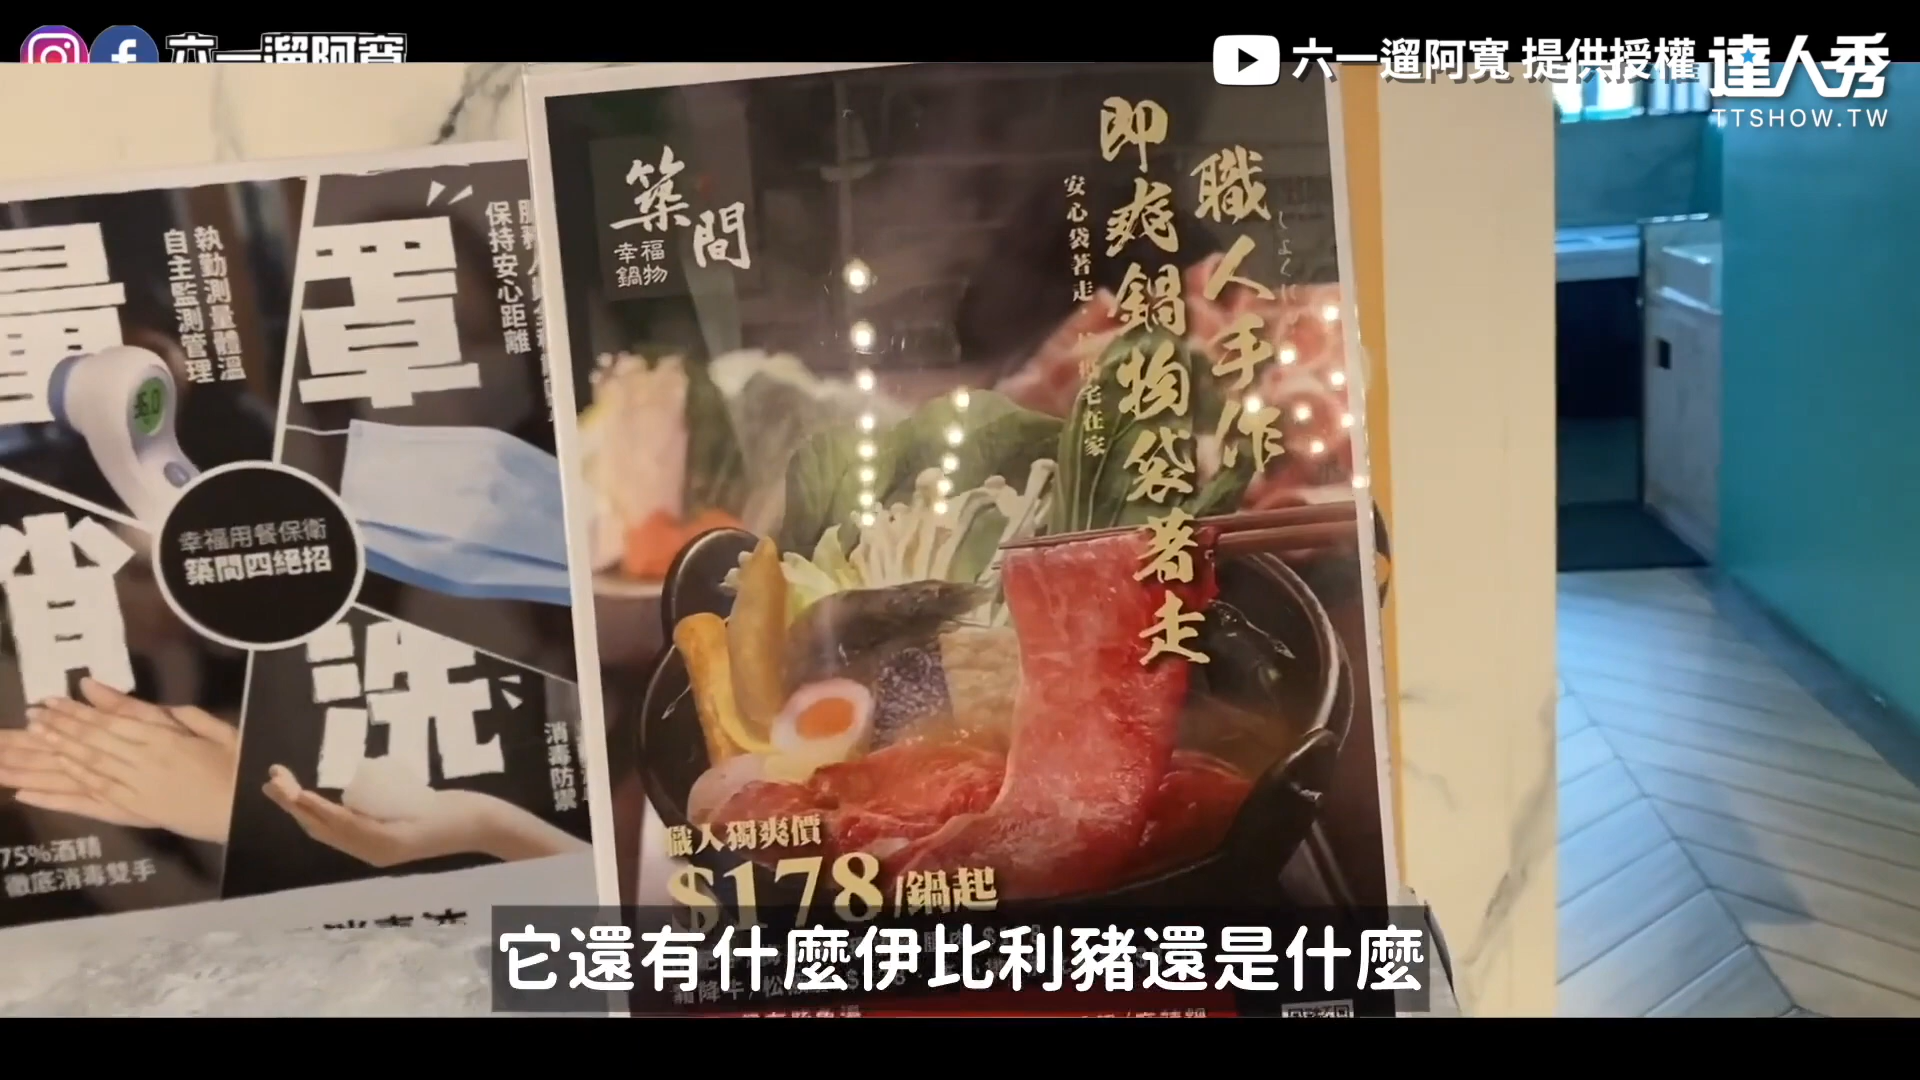 六一遛阿寬
六一遛阿寬 提供授權
達人秀
TTSHOW.TW
量
執勤測量體溫
自主監測管理
罩
保持安心距離
消
75%酒精
徹底消毒雙手
幸福用餐保衛
築間四絕招
洗
消毒防禦
築間
幸福
鍋物
職人手作
即爽鍋物袋著走
安心袋著走
宅在家
職人獨爽價
$178/鍋起
它還有什麼伊比利豬還是什麼